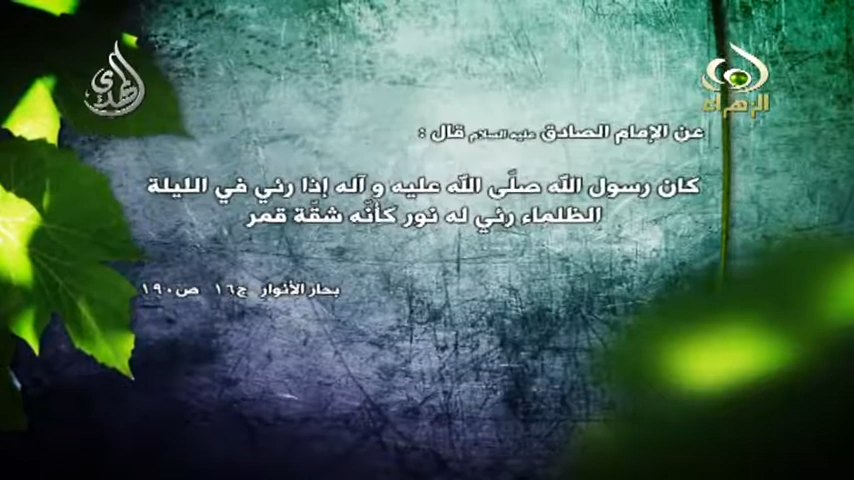 الهدى
الزهراء
عن الإمام الصادق عليه السلام قال :
كان رسول الله صلّى الله عليه و آله إذا رئي في الليلة
الظلماء رئي له نور كأنّه شقّة قمر
بحار الأنوار ج١٦ ص١٩٠